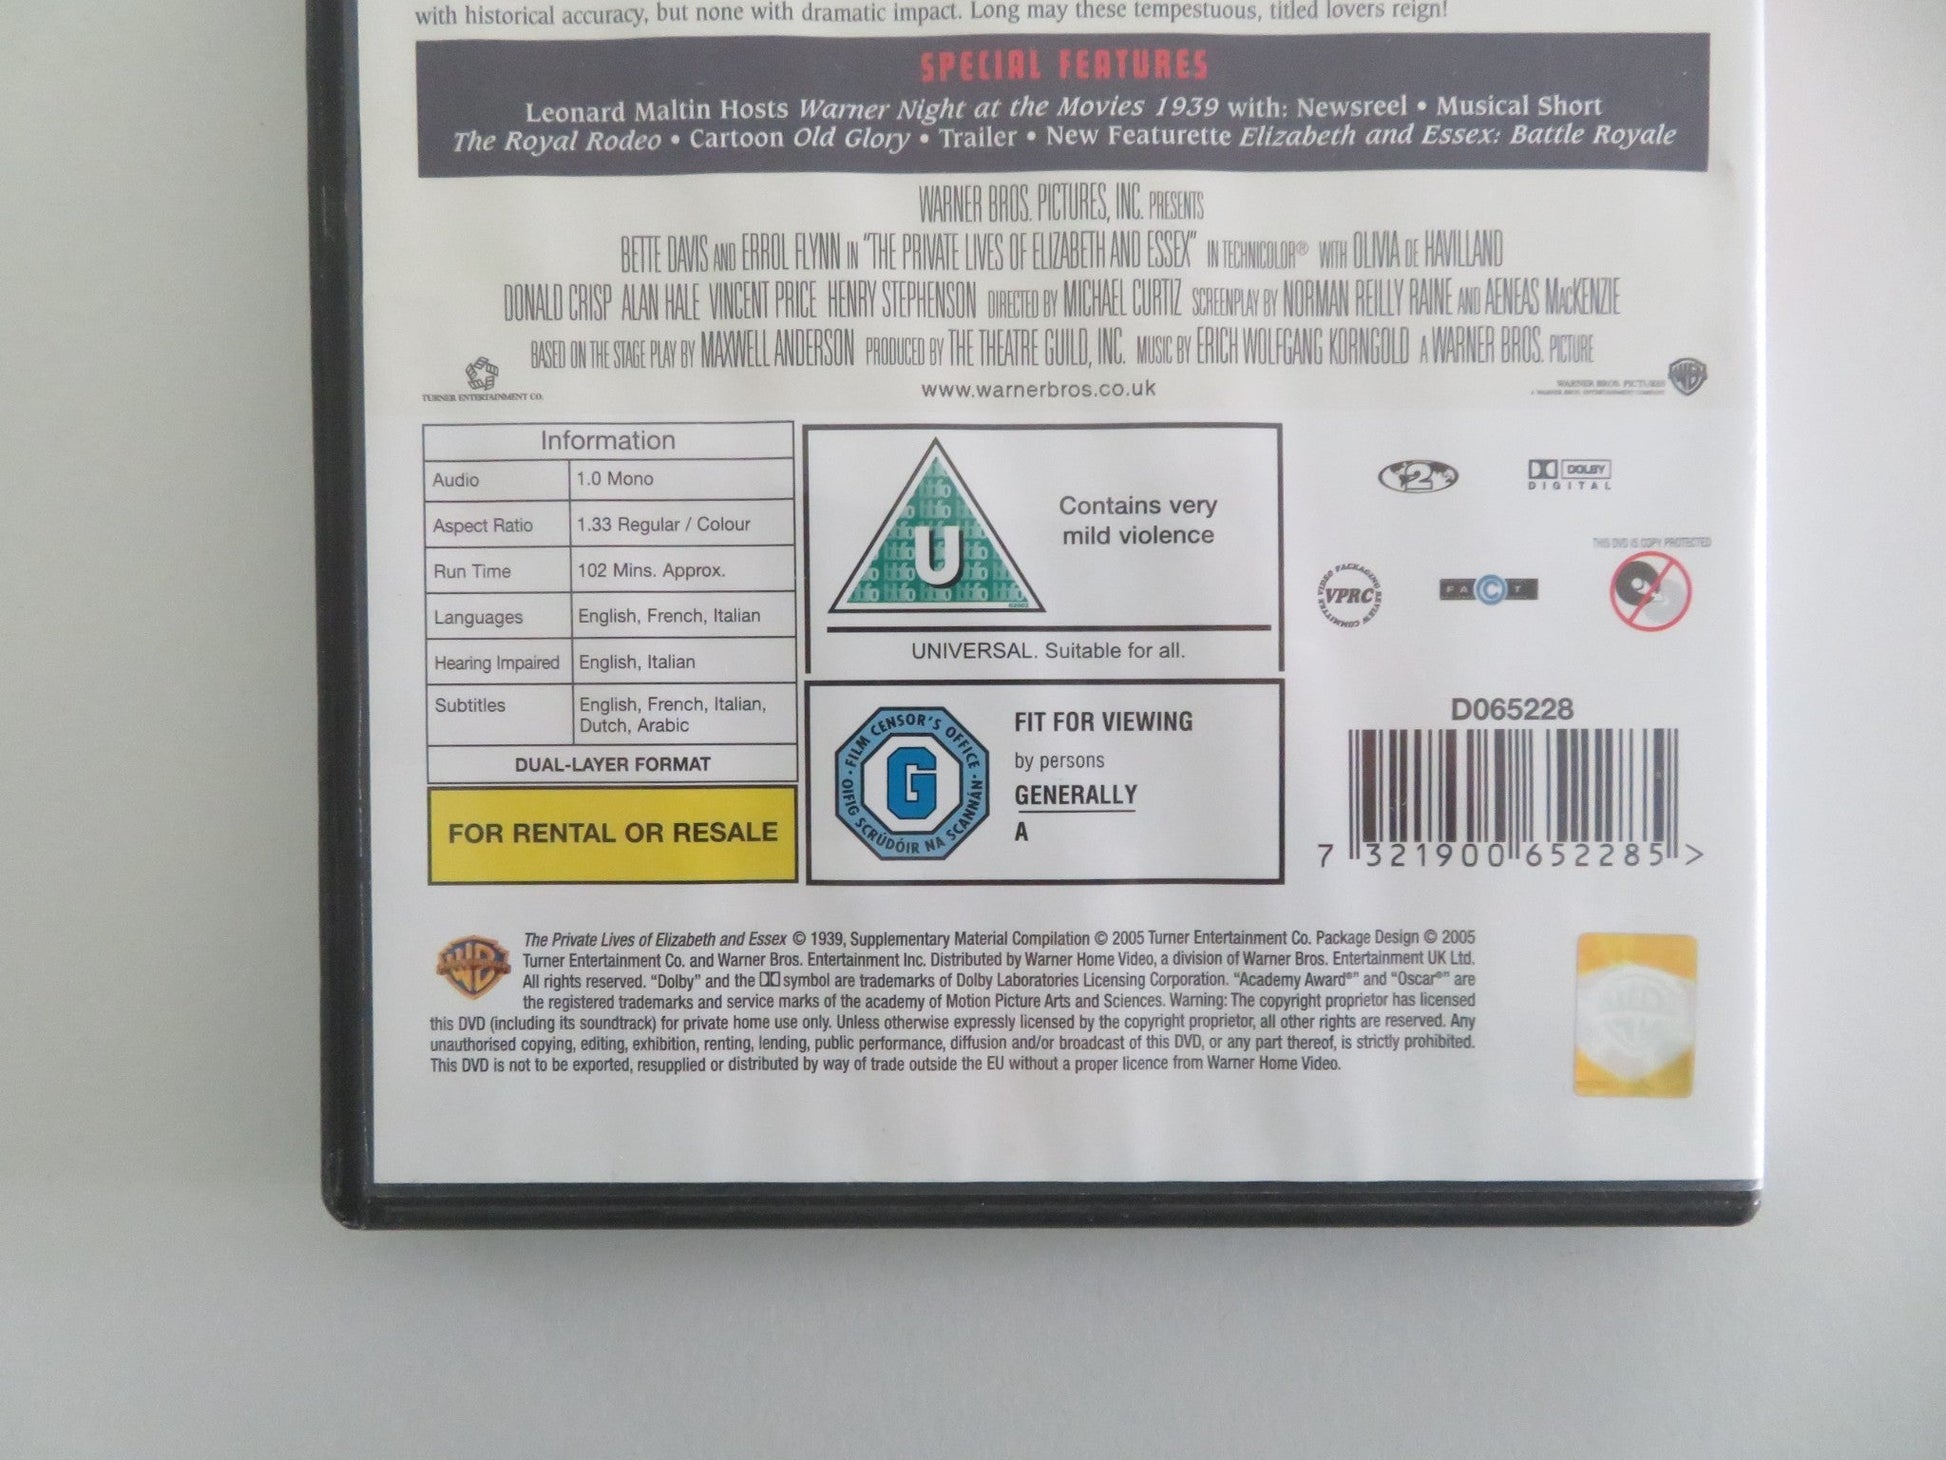 with historical accuracy, but none with dramatic impact. Long may these tempestuous, titled lovers reign!
SPECIAL FEATURES
Leonard Maltin Hosts Warner Night at the Movies 1939 with: Newsreel • Musical Short
The Royal Rodeo • Cartoon Old Glory • Trailer • New Featurette Elizabeth and Essex: Battle Royale
WARNER BROS. PICTURES, INC. PRESENTS
BETTE DAVIS AND ERROL FLYNN IN "THE PRIVATE LIVES OF ELIZABETH AND ESSEX" IN TECHNICOLOR® WITH OLIVIA DE HAVILLAND
DONALD CRISP ALAN HALE VINCENT PRICE HENRY STEPHENSON DIRECTED BY MICHAEL CURTIZ SCREENPLAY BY NORMAN REILLY RAINE AND AENEAS MacKENZIE
BASED ON THE STAGE PLAY BY MAXWELL ANDERSON PRODUCED BY THE THEATRE GUILD, INC. MUSIC BY ERICH WOLFGANG KORNGOLD A WARNER BROS. PICTURE
TURNER ENTERTAINMENT CO.
www.warnerbros.co.uk
WARNER BROS. PICTURES
A WARNER BROS. ENTERTAINMENT COMPANY
Information
Audio 1.0 Mono
Aspect Ratio 1.33 Regular / Colour
Run Time 102 Mins. Approx.
Languages English, French, Italian
Hearing Impaired English, Italian
Subtitles English, French, Italian,
Dutch, Arabic
DUAL-LAYER FORMAT
FOR RENTAL OR RESALE
U
Contains very
mild violence
UNIVERSAL. Suitable for all.
FILM CENSOR'S OFFICE
G
OIFIG SCRÚDÓIR NA SCANNÁN
FIT FOR VIEWING
by persons
GENERALLY
A
2
DOLBY
DIGITAL
THIS DVD IS COPY PROTECTED
VIDEO PACKAGING REVIEW COMMITTEE
VPRC
FACT
D065228
7 321900 652285 >
The Private Lives of Elizabeth and Essex © 1939, Supplementary Material Compilation © 2005 Turner Entertainment Co. Package Design © 2005
Turner Entertainment Co. and Warner Bros. Entertainment Inc. Distributed by Warner Home Video, a division of Warner Bros. Entertainment UK Ltd.
All rights reserved. "Dolby" and the symbol are trademarks of Dolby Laboratories Licensing Corporation. "Academy Award®" and "Oscar®" are
the registered trademarks and service marks of the academy of Motion Picture Arts and Sciences. Warning: The copyright proprietor has licensed
this DVD (including its soundtrack) for private home use only. Unless otherwise expressly licensed by the copyright proprietor, all other rights are reserved. Any
unauthorised copying, editing, exhibition, renting, lending, public performance, diffusion and/or broadcast of this DVD, or any part thereof, is strictly prohibited.
This DVD is not to be exported, resupplied or distributed by way of trade outside the EU without a proper licence from Warner Home Video.